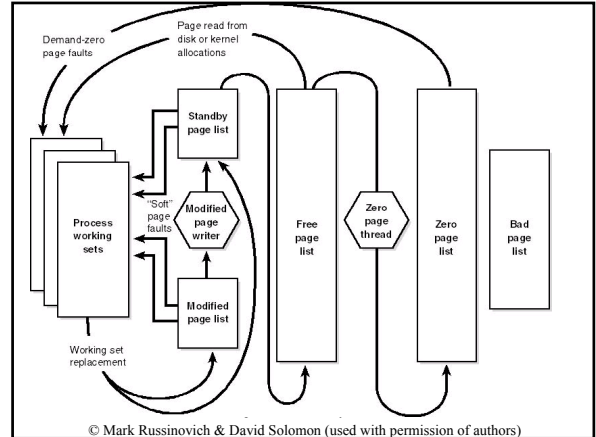 Demand-zero
page faults
Page read from
disk or kernel
allocations
Standby
page list
"Soft"
page
faults
Process
working
sets
Modified
page
writer
Free
page
list
Zero
page
thread
Zero
page
list
Bad
page
list
Modified
page list
Working set
replacement
© Mark Russinovich & David Solomon (used with permission of authors)